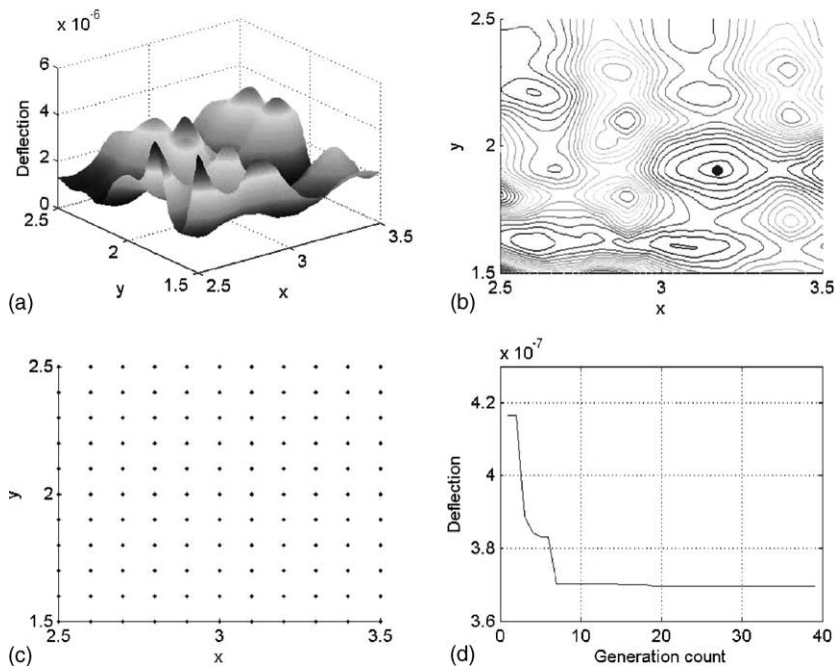 x 10-6
6
4
2
0
Deflection
2.5
2
1.5
y
2.5
3
3.5
x
(a)
2.5
2
1.5
y
2.5
3
3.5
x
(b)
2.5
2
1.5
y
2.5
3
3.5
x
(c)
x 10-7
4.2
4
3.8
3.6
Deflection
0
10
20
30
40
Generation count
(d)